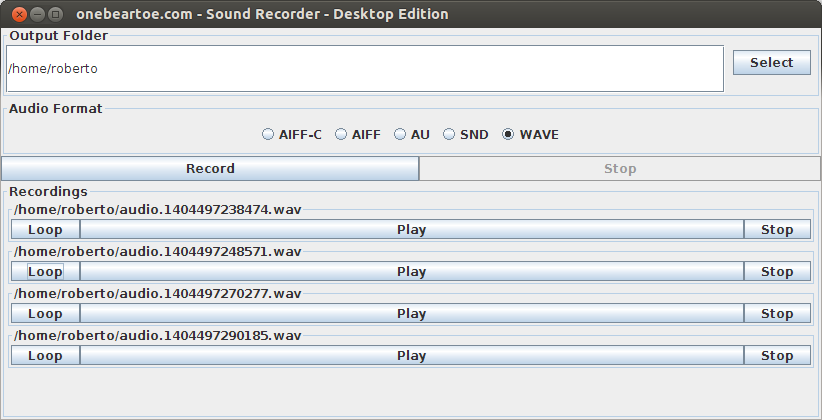 onebeartoe.com - Sound Recorder - Desktop Edition
Output Folder
/home/roberto
Select
Audio Format
AIFF-C AIFF AU SND WAVE
Record Stop
Recordings
/home/roberto/audio.1404497238474.wav
Loop Play Stop
/home/roberto/audio.1404497248571.wav
Loop Play Stop
/home/roberto/audio.1404497270277.wav
Loop Play Stop
/home/roberto/audio.1404497290185.wav
Loop Play Stop